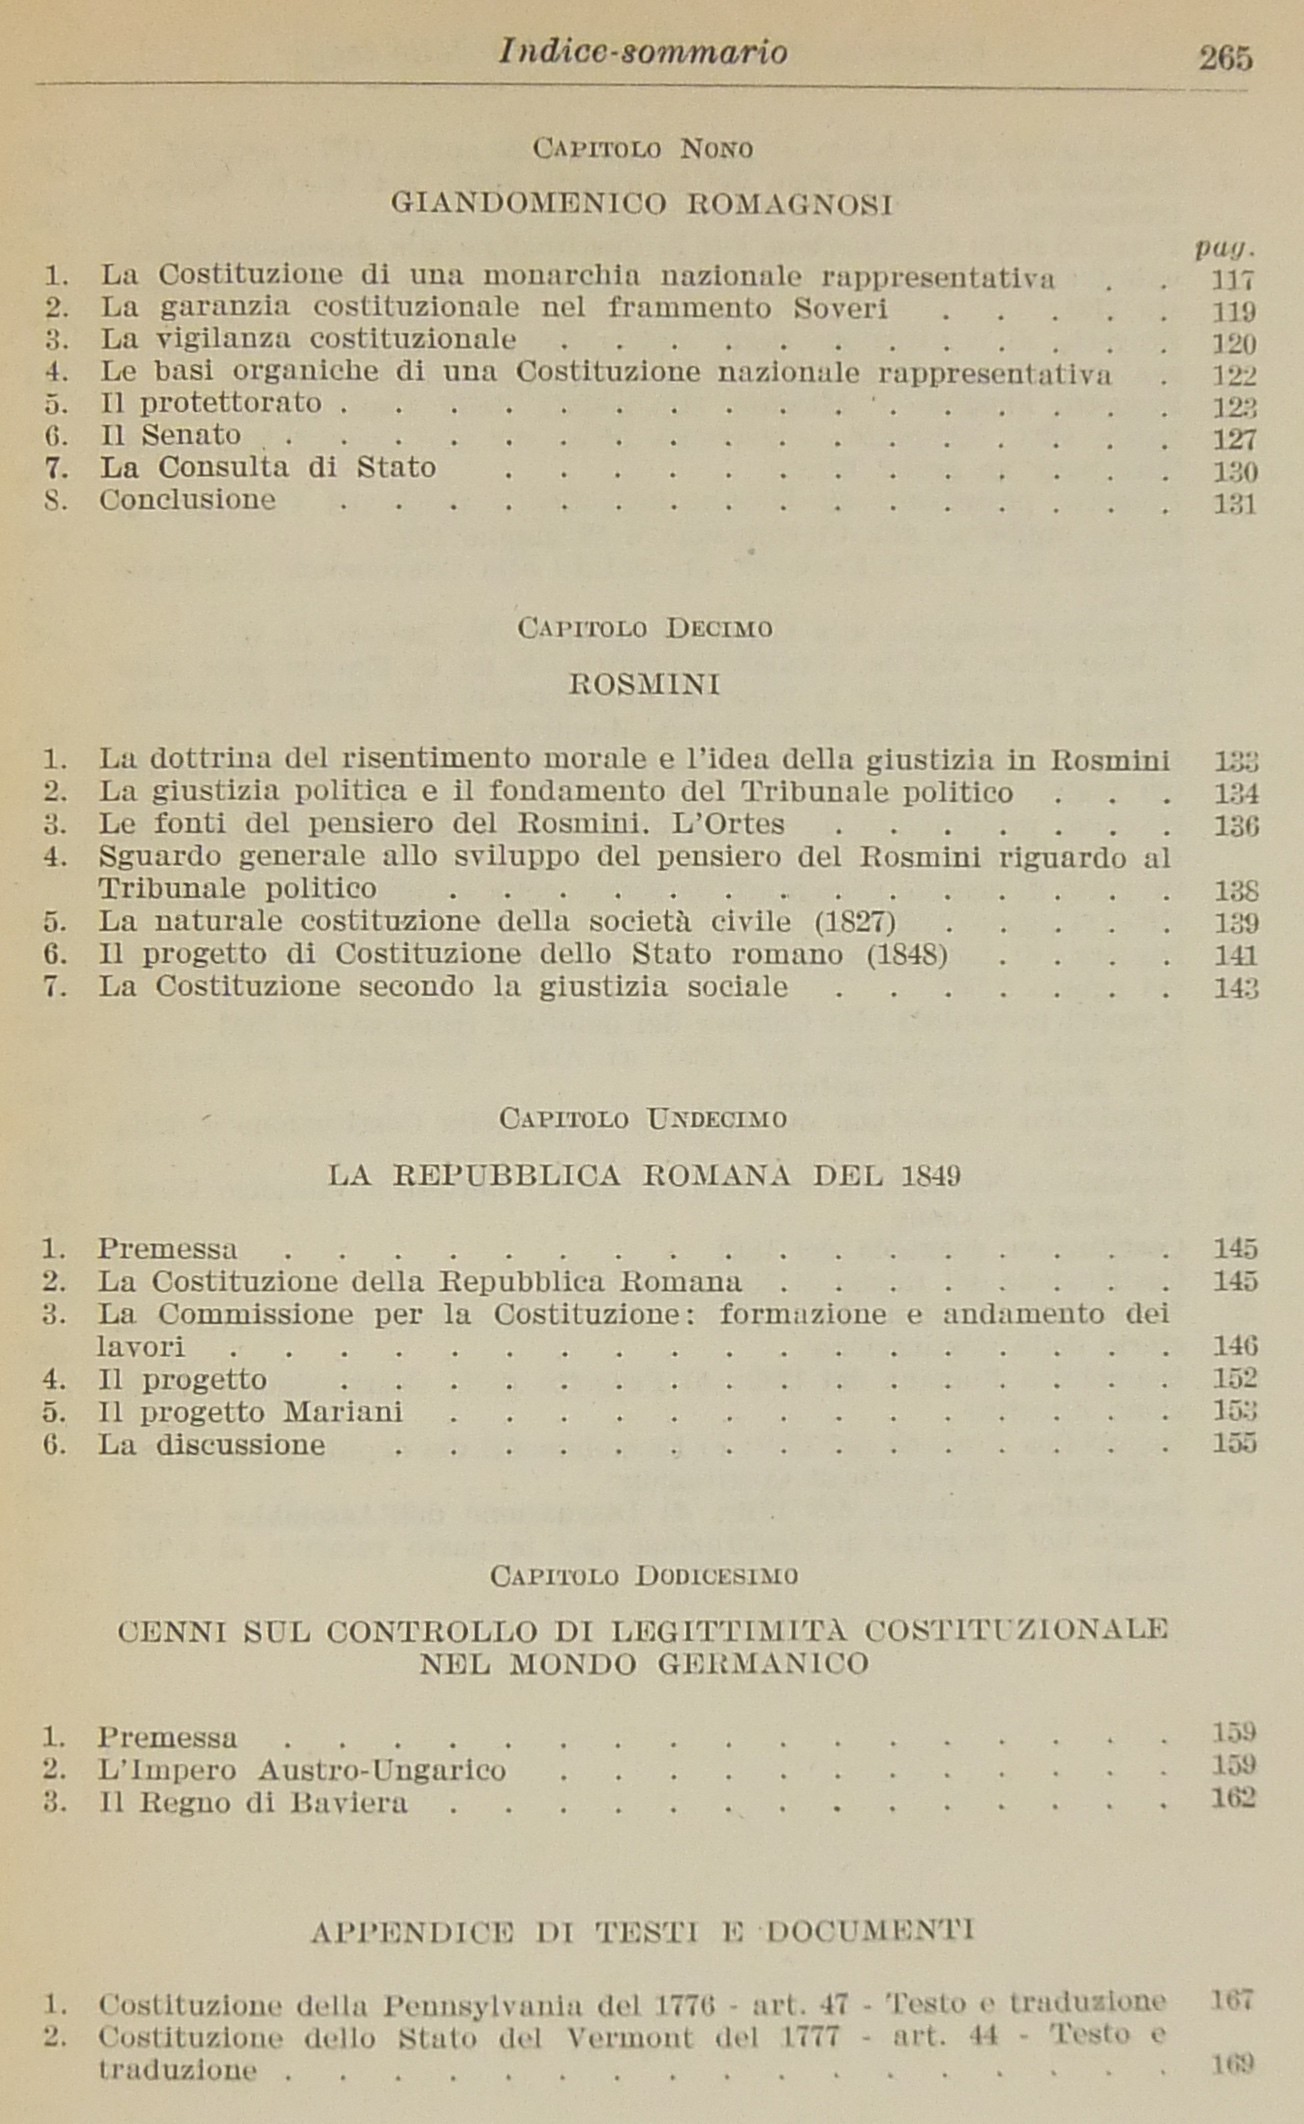 Indice-sommario 265
CAPITOLO NONO
GIANDOMENICO ROMAGNOSI
pag.
1. La Costituzione di una monarchia nazionale rappresentativa . . 117
2. La garanzia costituzionale nel frammento Soveri . . . . . 119
3. La vigilanza costituzionale . . . . . . . . . . . . 120
4. Le basi organiche di una Costituzione nazionale rappresentativa . 122
5. Il protettorato . . . . . . . . . . . . . . . . 123
6. Il Senato . . . . . . . . . . . . . . . . . 127
7. La Consulta di Stato . . . . . . . . . . . . . 130
8. Conclusione . . . . . . . . . . . . . . . . 131
CAPITOLO DECIMO
ROSMINI
1. La dottrina del risentimento morale e l'idea della giustizia in Rosmini 133
2. La giustizia politica e il fondamento del Tribunale politico . . . 134
3. Le fonti del pensiero del Rosmini. L'Ortes . . . . . . . 136
4. Sguardo generale allo sviluppo del pensiero del Rosmini riguardo al
Tribunale politico . . . . . . . . . . . . . . 138
5. La naturale costituzione della società civile (1827) . . . . . 139
6. Il progetto di Costituzione dello Stato romano (1848) . . . . 141
7. La Costituzione secondo la giustizia sociale . . . . . . . 143
CAPITOLO UNDECIMO
LA REPUBBLICA ROMANA DEL 1849
1. Premessa . . . . . . . . . . . . . . . . . 145
2. La Costituzione della Repubblica Romana . . . . . . . . 145
3. La Commissione per la Costituzione: formazione e andamento dei
lavori . . . . . . . . . . . . . . . . . . 146
4. Il progetto . . . . . . . . . . . . . . . . 152
5. Il progetto Mariani . . . . . . . . . . . . . . 153
6. La discussione . . . . . . . . . . . . . . . 155
CAPITOLO DODICESIMO
CENNI SUL CONTROLLO DI LEGITTIMITÀ COSTITUZIONALE
NEL MONDO GERMANICO
1. Premessa . . . . . . . . . . . . . . . . . 159
2. L'Impero Austro-Ungarico . . . . . . . . . . . . 159
3. Il Regno di Baviera . . . . . . . . . . . . . . 162
APPENDICE DI TESTI E DOCUMENTI
1. Costituzione della Pennsylvania del 1776 - art. 47 - Testo e traduzione 167
2. Costituzione dello Stato del Vermont del 1777 - art. 44 - Testo e
traduzione . . . . . . . . . . . . . . . . . 169